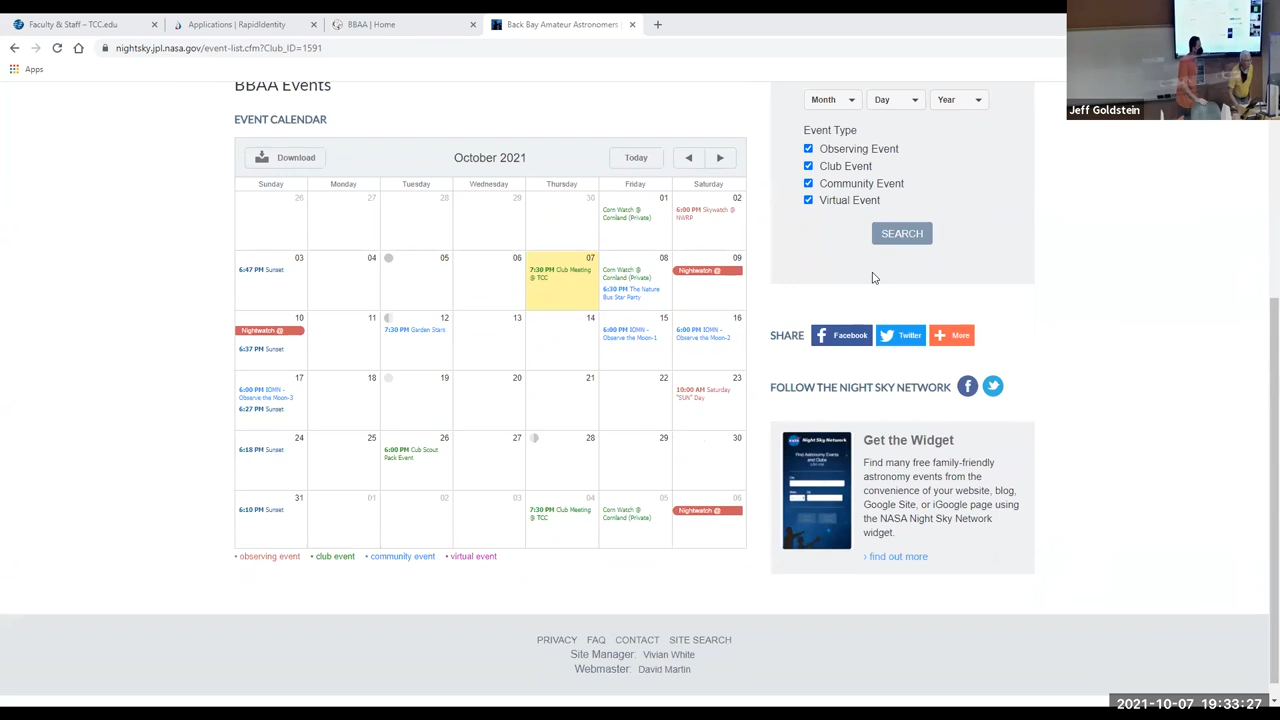 Faculty & Staff – TCC.edu
Applications | RapidIdentity
BBAA | Home
Back Bay Amateur Astronomers
nightsky.jpl.nasa.gov/event-list.cfm?Club_ID=1591
Apps
Jeff Goldstein
BBAA Events
EVENT CALENDAR
Download
October 2021
Today
Sunday Monday Tuesday Wednesday Thursday Friday Saturday
26 27 28 29 30 01 02
Corn Watch @ Cornland (Private)
6:00 PM Skywatch @ NWRP
03 04 05 06 07 08 09
6:47 PM Sunset
7:30 PM Club Meeting @ TCC
Corn Watch @ Cornland (Private)
6:30 PM The Nature Bus Star Party
Nightwatch @
10 11 12 13 14 15 16
Nightwatch @
6:37 PM Sunset
7:30 PM Garden Stars
6:00 PM IOMN - Observe the Moon-1
6:00 PM IOMN - Observe the Moon-2
17 18 19 20 21 22 23
6:00 PM IOMN - Observe the Moon-3
6:27 PM Sunset
10:00 AM Saturday "SUN" Day
24 25 26 27 28 29 30
6:18 PM Sunset
6:00 PM Cub Scout Pack Event
31 01 02 03 04 05 06
6:10 PM Sunset
7:30 PM Club Meeting @ TCC
Corn Watch @ Cornland (Private)
Nightwatch @
• observing event • club event • community event • virtual event
Month Day Year
Event Type
Observing Event
Club Event
Community Event
Virtual Event
SEARCH
SHARE Facebook Twitter More
FOLLOW THE NIGHT SKY NETWORK
Night Sky Network
Find Astronomy Events and Clubs
Get the Widget
Find many free family-friendly
astronomy events from the
convenience of your website, blog,
Google Site, or iGoogle page using
the NASA Night Sky Network
widget.
› find out more
PRIVACY FAQ CONTACT SITE SEARCH
Site Manager: Vivian White
Webmaster: David Martin
2021-10-07 19:33:27